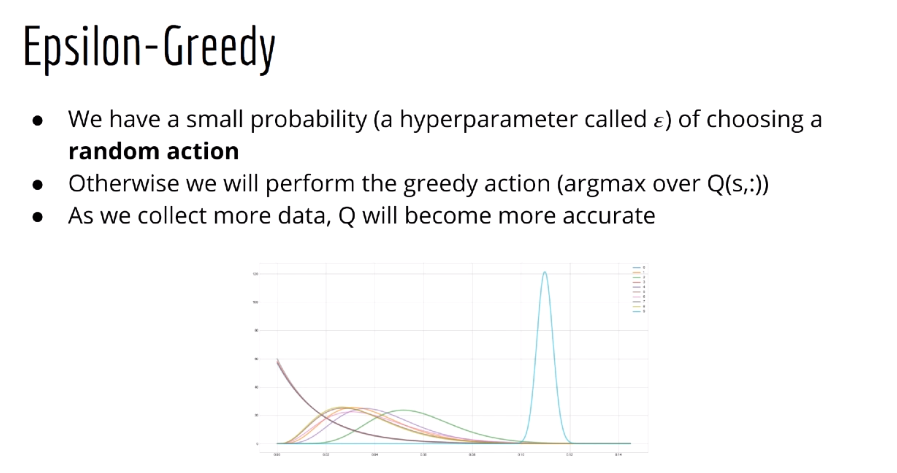 Epsilon-Greedy
● We have a small probability (a hyperparameter called ε) of choosing a
random action
● Otherwise we will perform the greedy action (argmax over Q(s,:))
● As we collect more data, Q will become more accurate